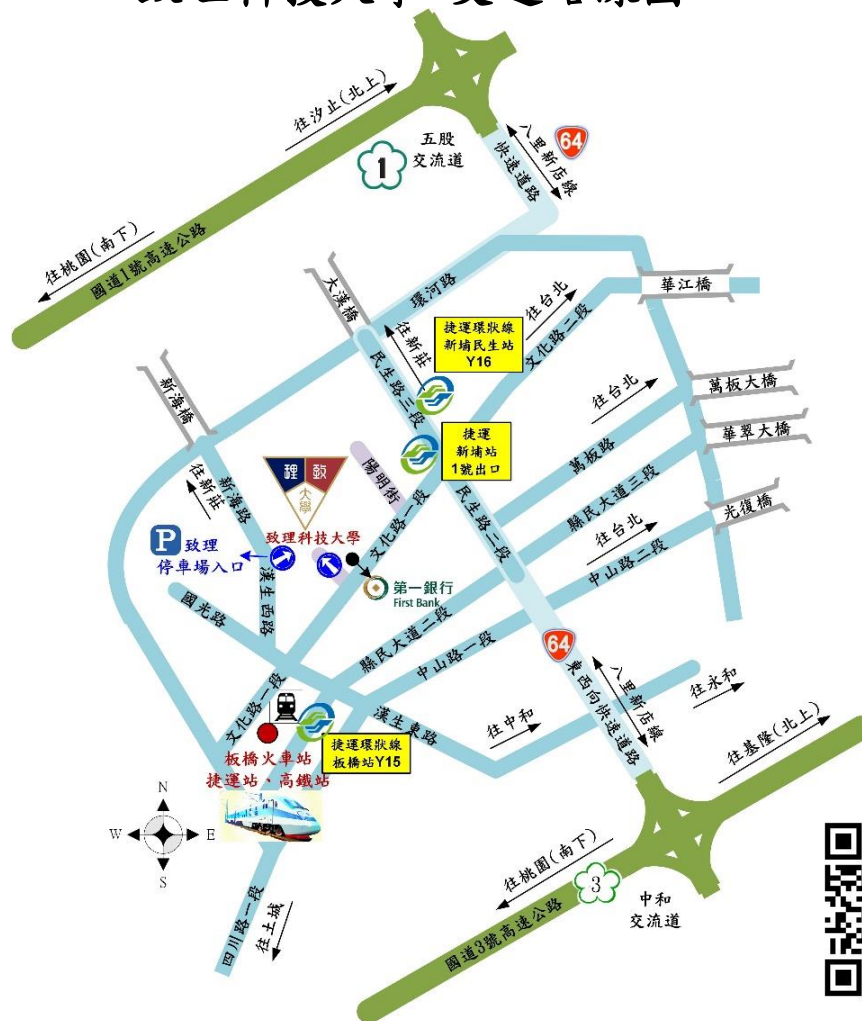 往汐止(北上)
五股
交流道
1
64
八里新店線
快速道路
往桃園(南下)
國道1號高速公路
大漢橋
環河路
往台北
華江橋
捷運環狀線
新埔民生站
Y16
往新莊
文化路二段
民生路三段
新海橋
往台北
萬板大橋
捷運
新埔站
1號出口
華翠大橋
萬板路
陽明街
往新莊
新海路
理
致
大學
縣民大道三段
民生路二段
光復橋
文化路一段
往台北
致理科技大學
P
致理
停車場入口
中山路二段
漢生西路
第一銀行
First Bank
國光路
縣民大道二段
中山路一段
64
八里新店線
東西向快速道路
往永和
文化路一段
漢生東路
往中和
往基隆(北上)
板橋火車站
捷運站、高鐵站
捷運環狀線
板橋站Y15
N
W
E
S
往桃園(南下)
3
中和
交流道
四川路一段
往土城
國道3號高速公路